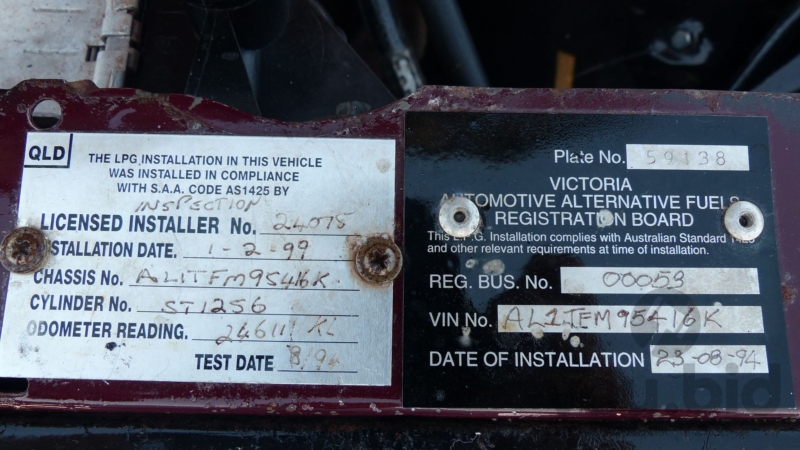 QLD
THE LPG INSTALLATION IN THIS VEHICLE
WAS INSTALLED IN COMPLIANCE
WITH S.A.A. CODE AS1425 BY
INSPECTION
LICENSED INSTALLER No. 24075
INSTALLATION DATE. 1-2-99
CHASSIS No. AL1TFM95416K
CYLINDER No. ST1256
ODOMETER READING.
TEST DATE 8/94
Plate No. 59138
VICTORIA
AUTOMOTIVE ALTERNATIVE FUELS
REGISTRATION BOARD
This L.P.G. Installation complies with Australian Standard 1425
and other relevant requirements at time of installation.
REG. BUS. No. 00053
VIN No. AL1TFM95416K
DATE OF INSTALLATION 23-08-94